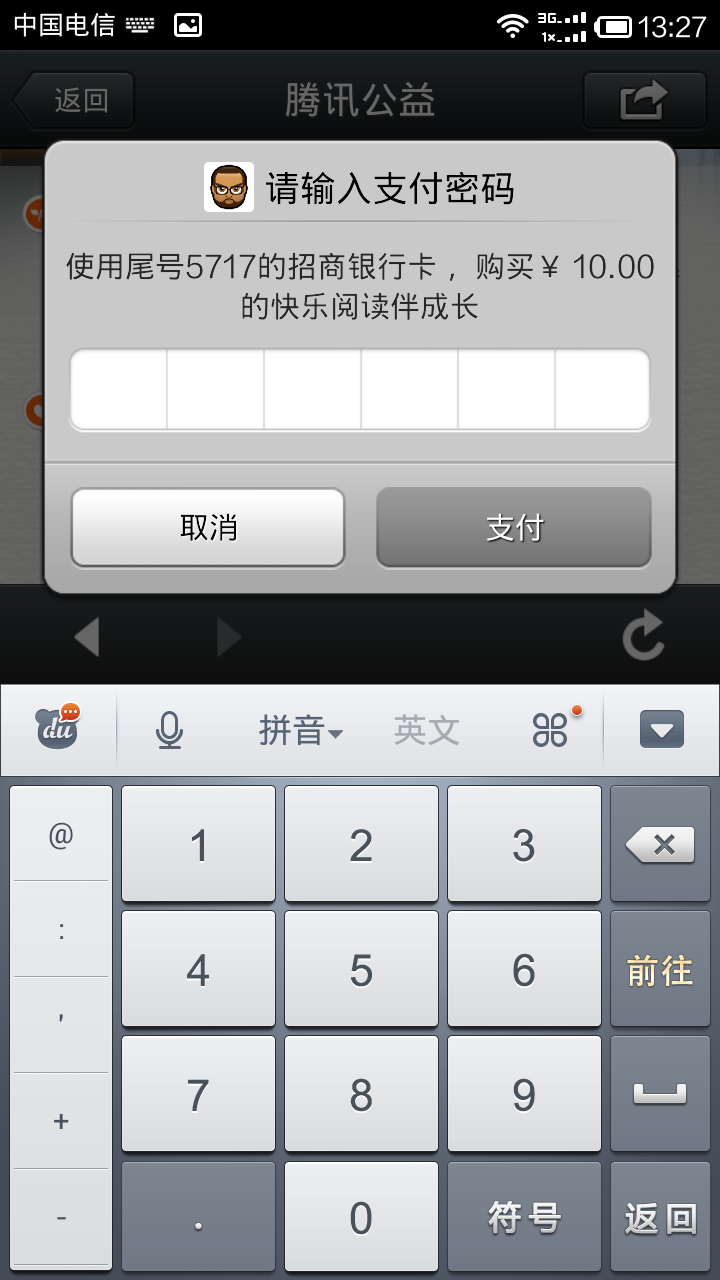 中国电信 3G 1× 13:27
返回 腾讯公益
请输入支付密码
使用尾号5717的招商银行卡，购买￥10.00
的快乐阅读伴成长
取消 支付
du 拼音 英文
@ 1 2 3
: 4 5 6 前往
, 7 8 9
+
- . 0 符号 返回